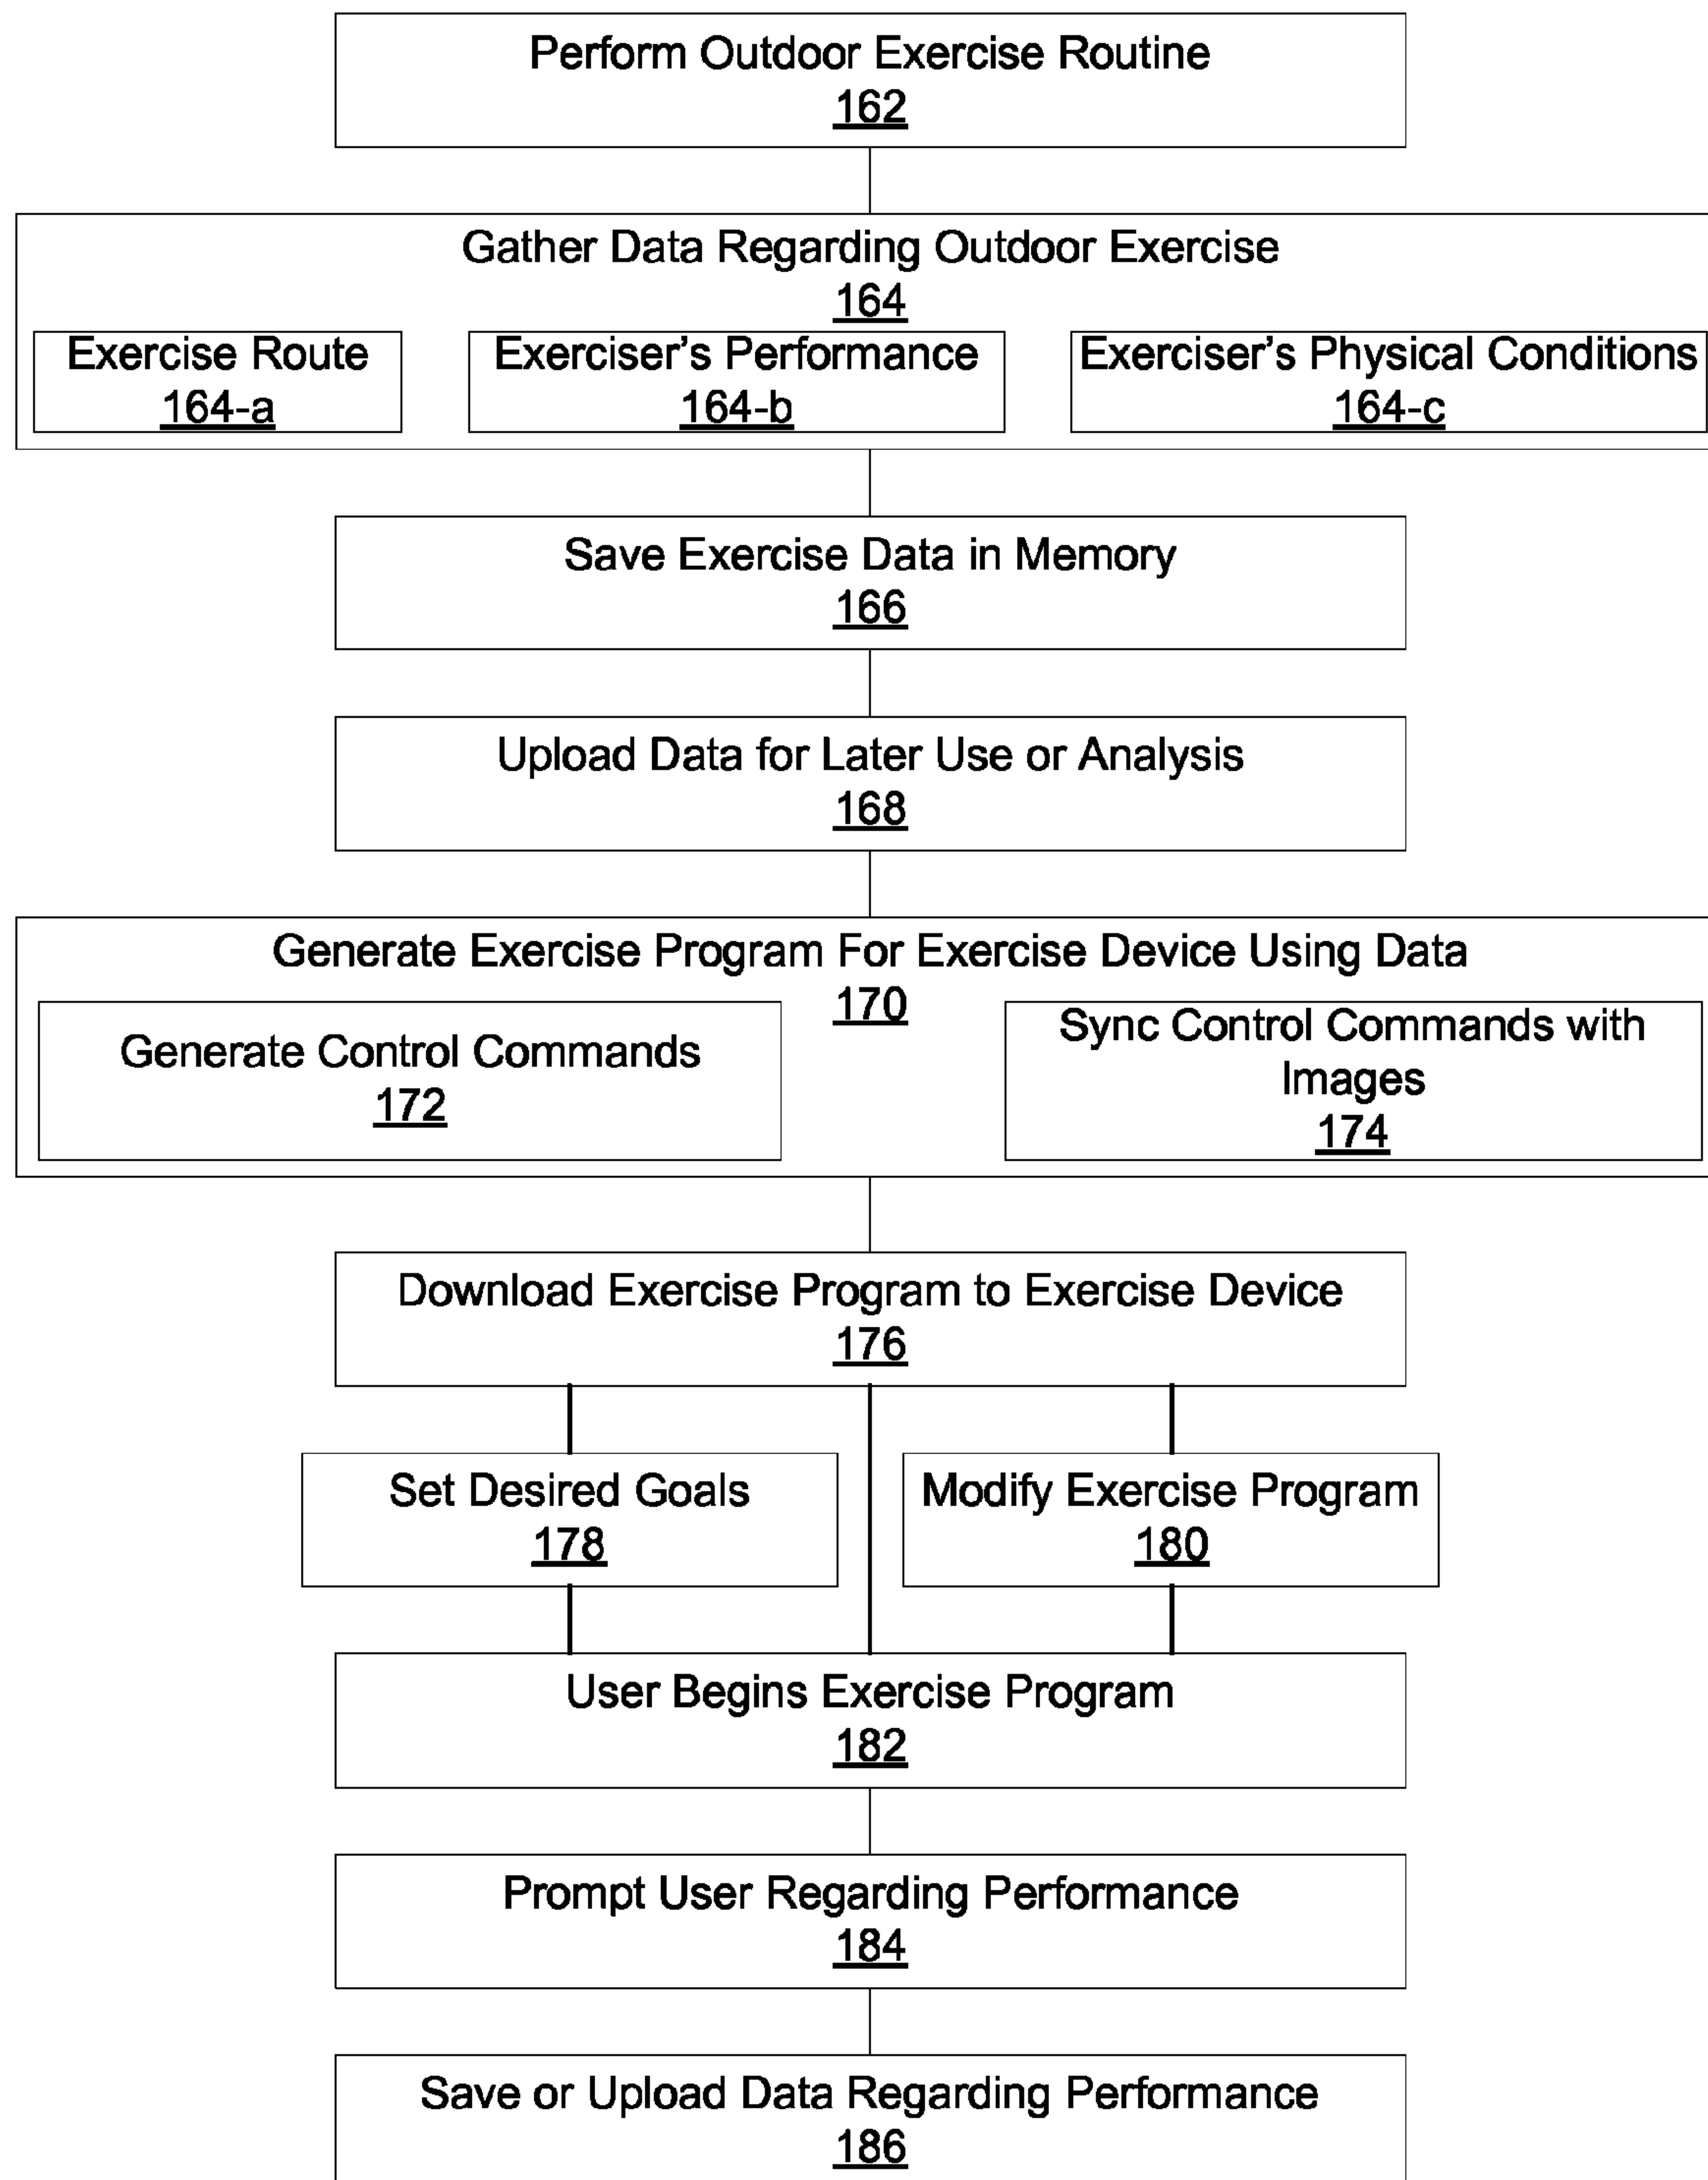 Perform Outdoor Exercise Routine
162
Gather Data Regarding Outdoor Exercise
164
Exercise Route
164-a
Exerciser's Performance
164-b
Exerciser's Physical Conditions
164-c
Save Exercise Data in Memory
166
Upload Data for Later Use or Analysis
168
Generate Exercise Program For Exercise Device Using Data
170
Generate Control Commands
172
Sync Control Commands with
Images
174
Download Exercise Program to Exercise Device
176
Set Desired Goals
178
Modify Exercise Program
180
User Begins Exercise Program
182
Prompt User Regarding Performance
184
Save or Upload Data Regarding Performance
186